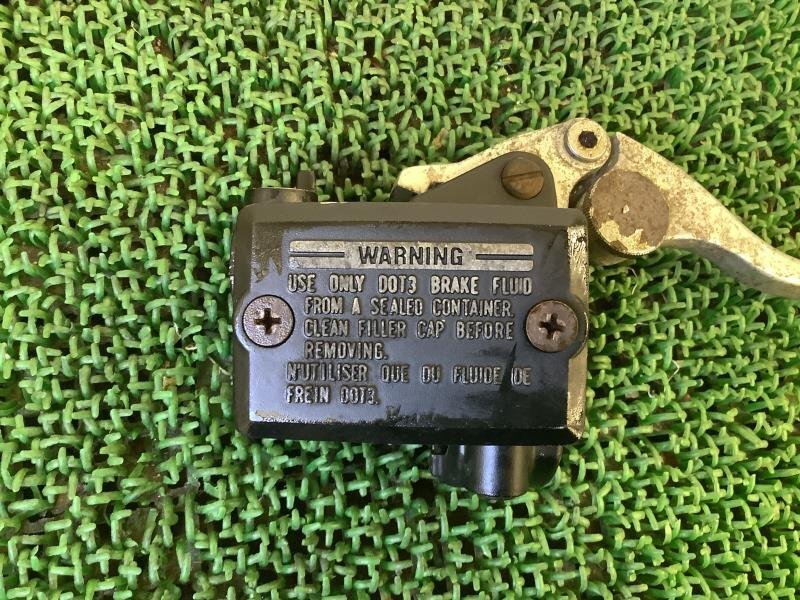 WARNING
USE ONLY DOT3 BRAKE FLUID
FROM A SEALED CONTAINER.
CLEAN FILLER CAP BEFORE
REMOVING.
N'UTILISER QUE DU FLUIDE DE
FREIN DOT3.